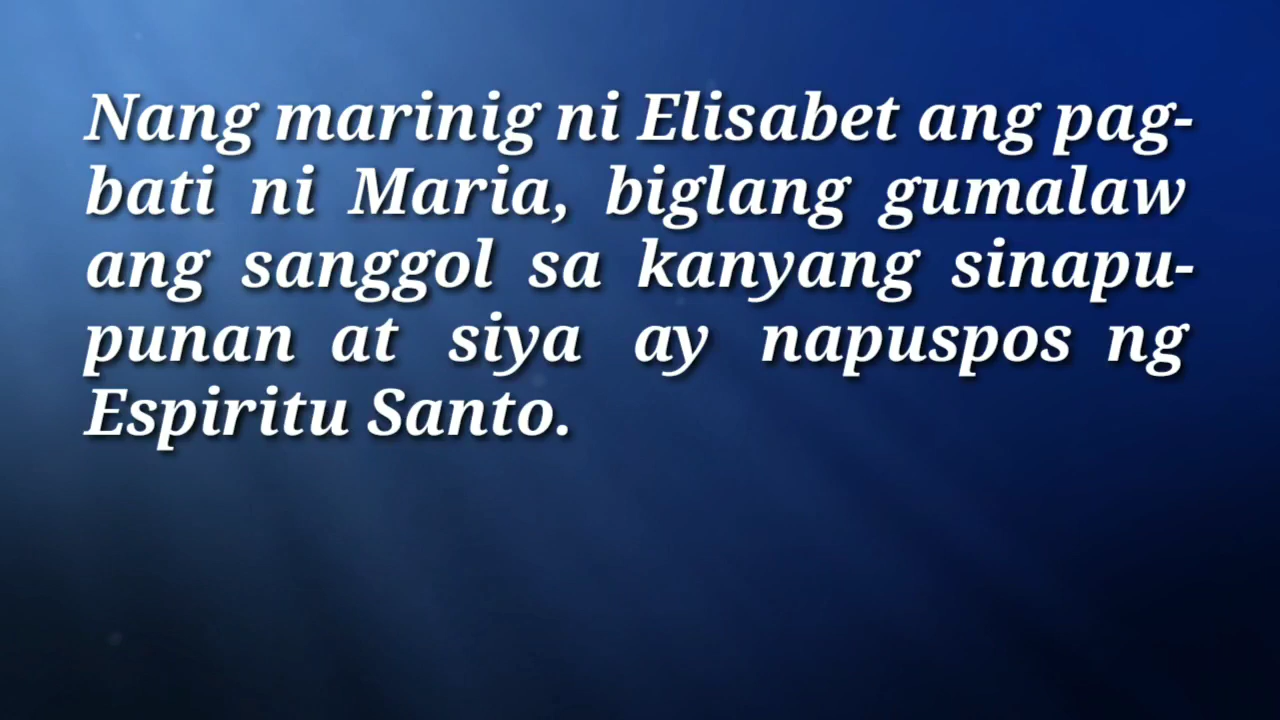 Nang marinig ni Elisabet ang pag-
bati ni Maria, biglang gumalaw
ang sanggol sa kanyang sinapu-
punan at siya ay napuspos ng
Espiritu Santo.